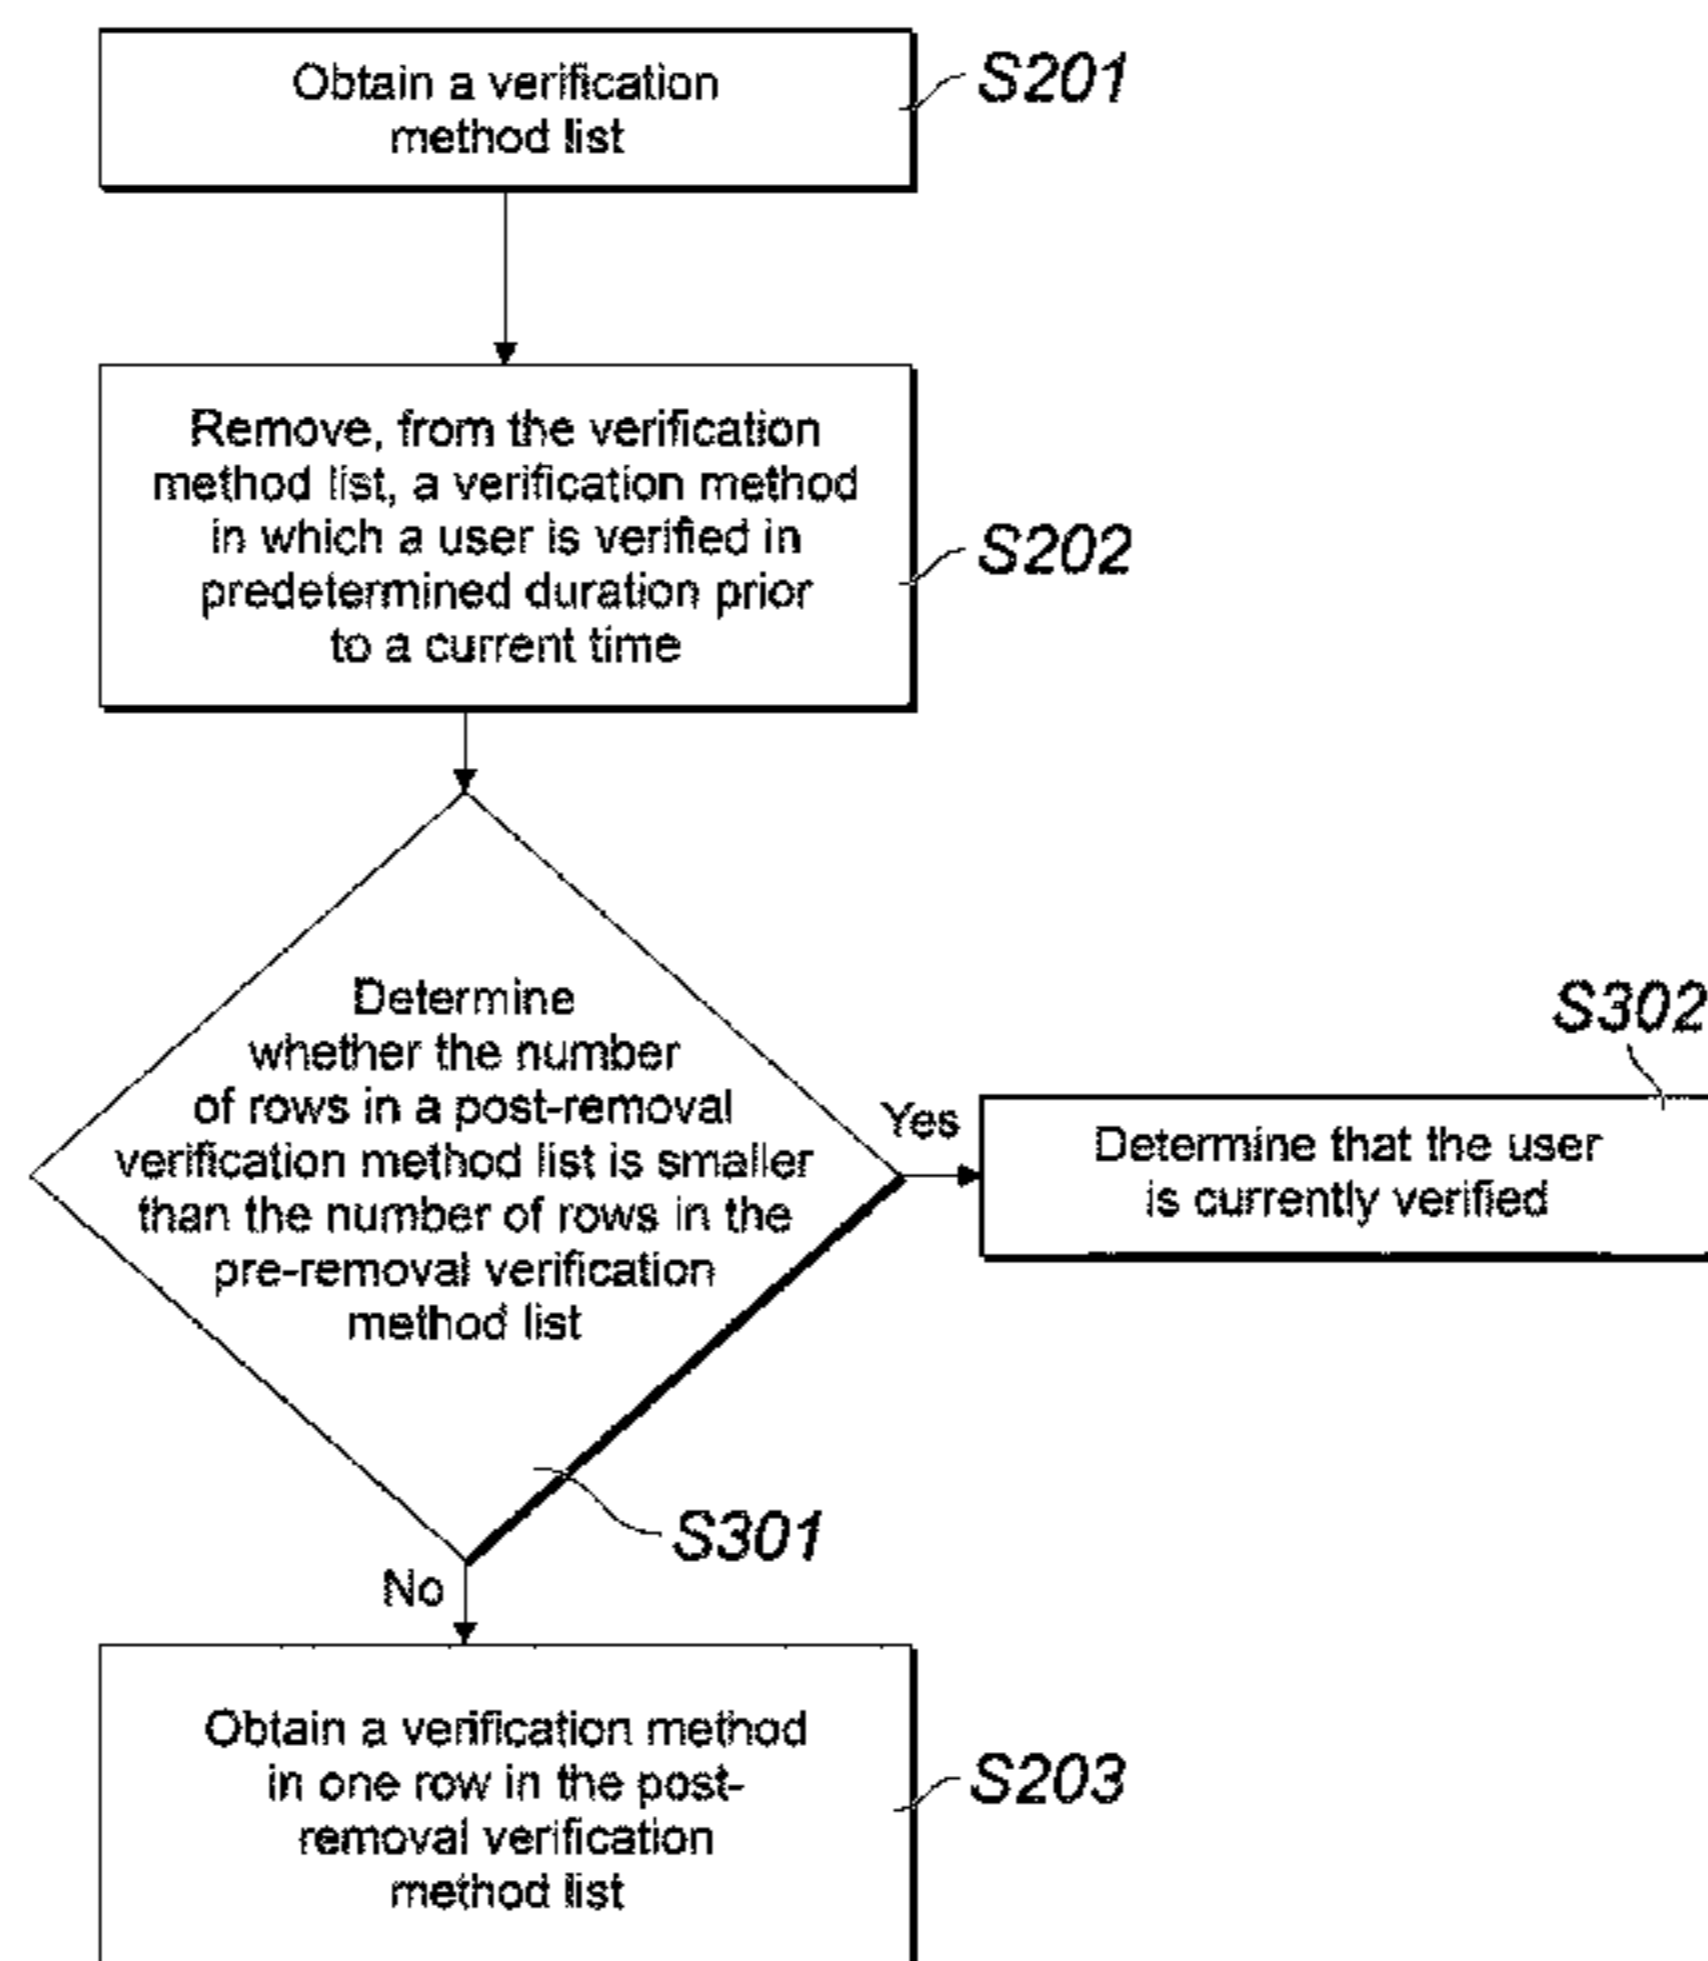 Obtain a verification
method list
S201
Remove, from the verification
method list, a verification method
in which a user is verified in
predetermined duration prior
to a current time
S202
Determine
whether the number
of rows in a post-removal
verification method list is smaller
than the number of rows in the
pre-removal verification
method list
S301
Yes
S302
Determine that the user
is currently verified
No
Obtain a verification method
in one row in the post-
removal verification
method list
S203